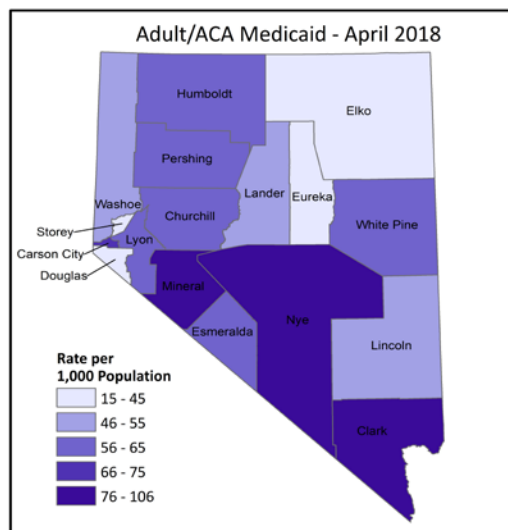 Adult/ACA Medicaid - April 2018
Humboldt
Elko
Pershing
Lander
Eureka
Washoe
Churchill
White Pine
Storey
Lyon
Carson City
Douglas
Mineral
Nye
Esmeralda
Lincoln
Clark
Rate per
1,000 Population
15 - 45
46 - 55
56 - 65
66 - 75
76 - 106